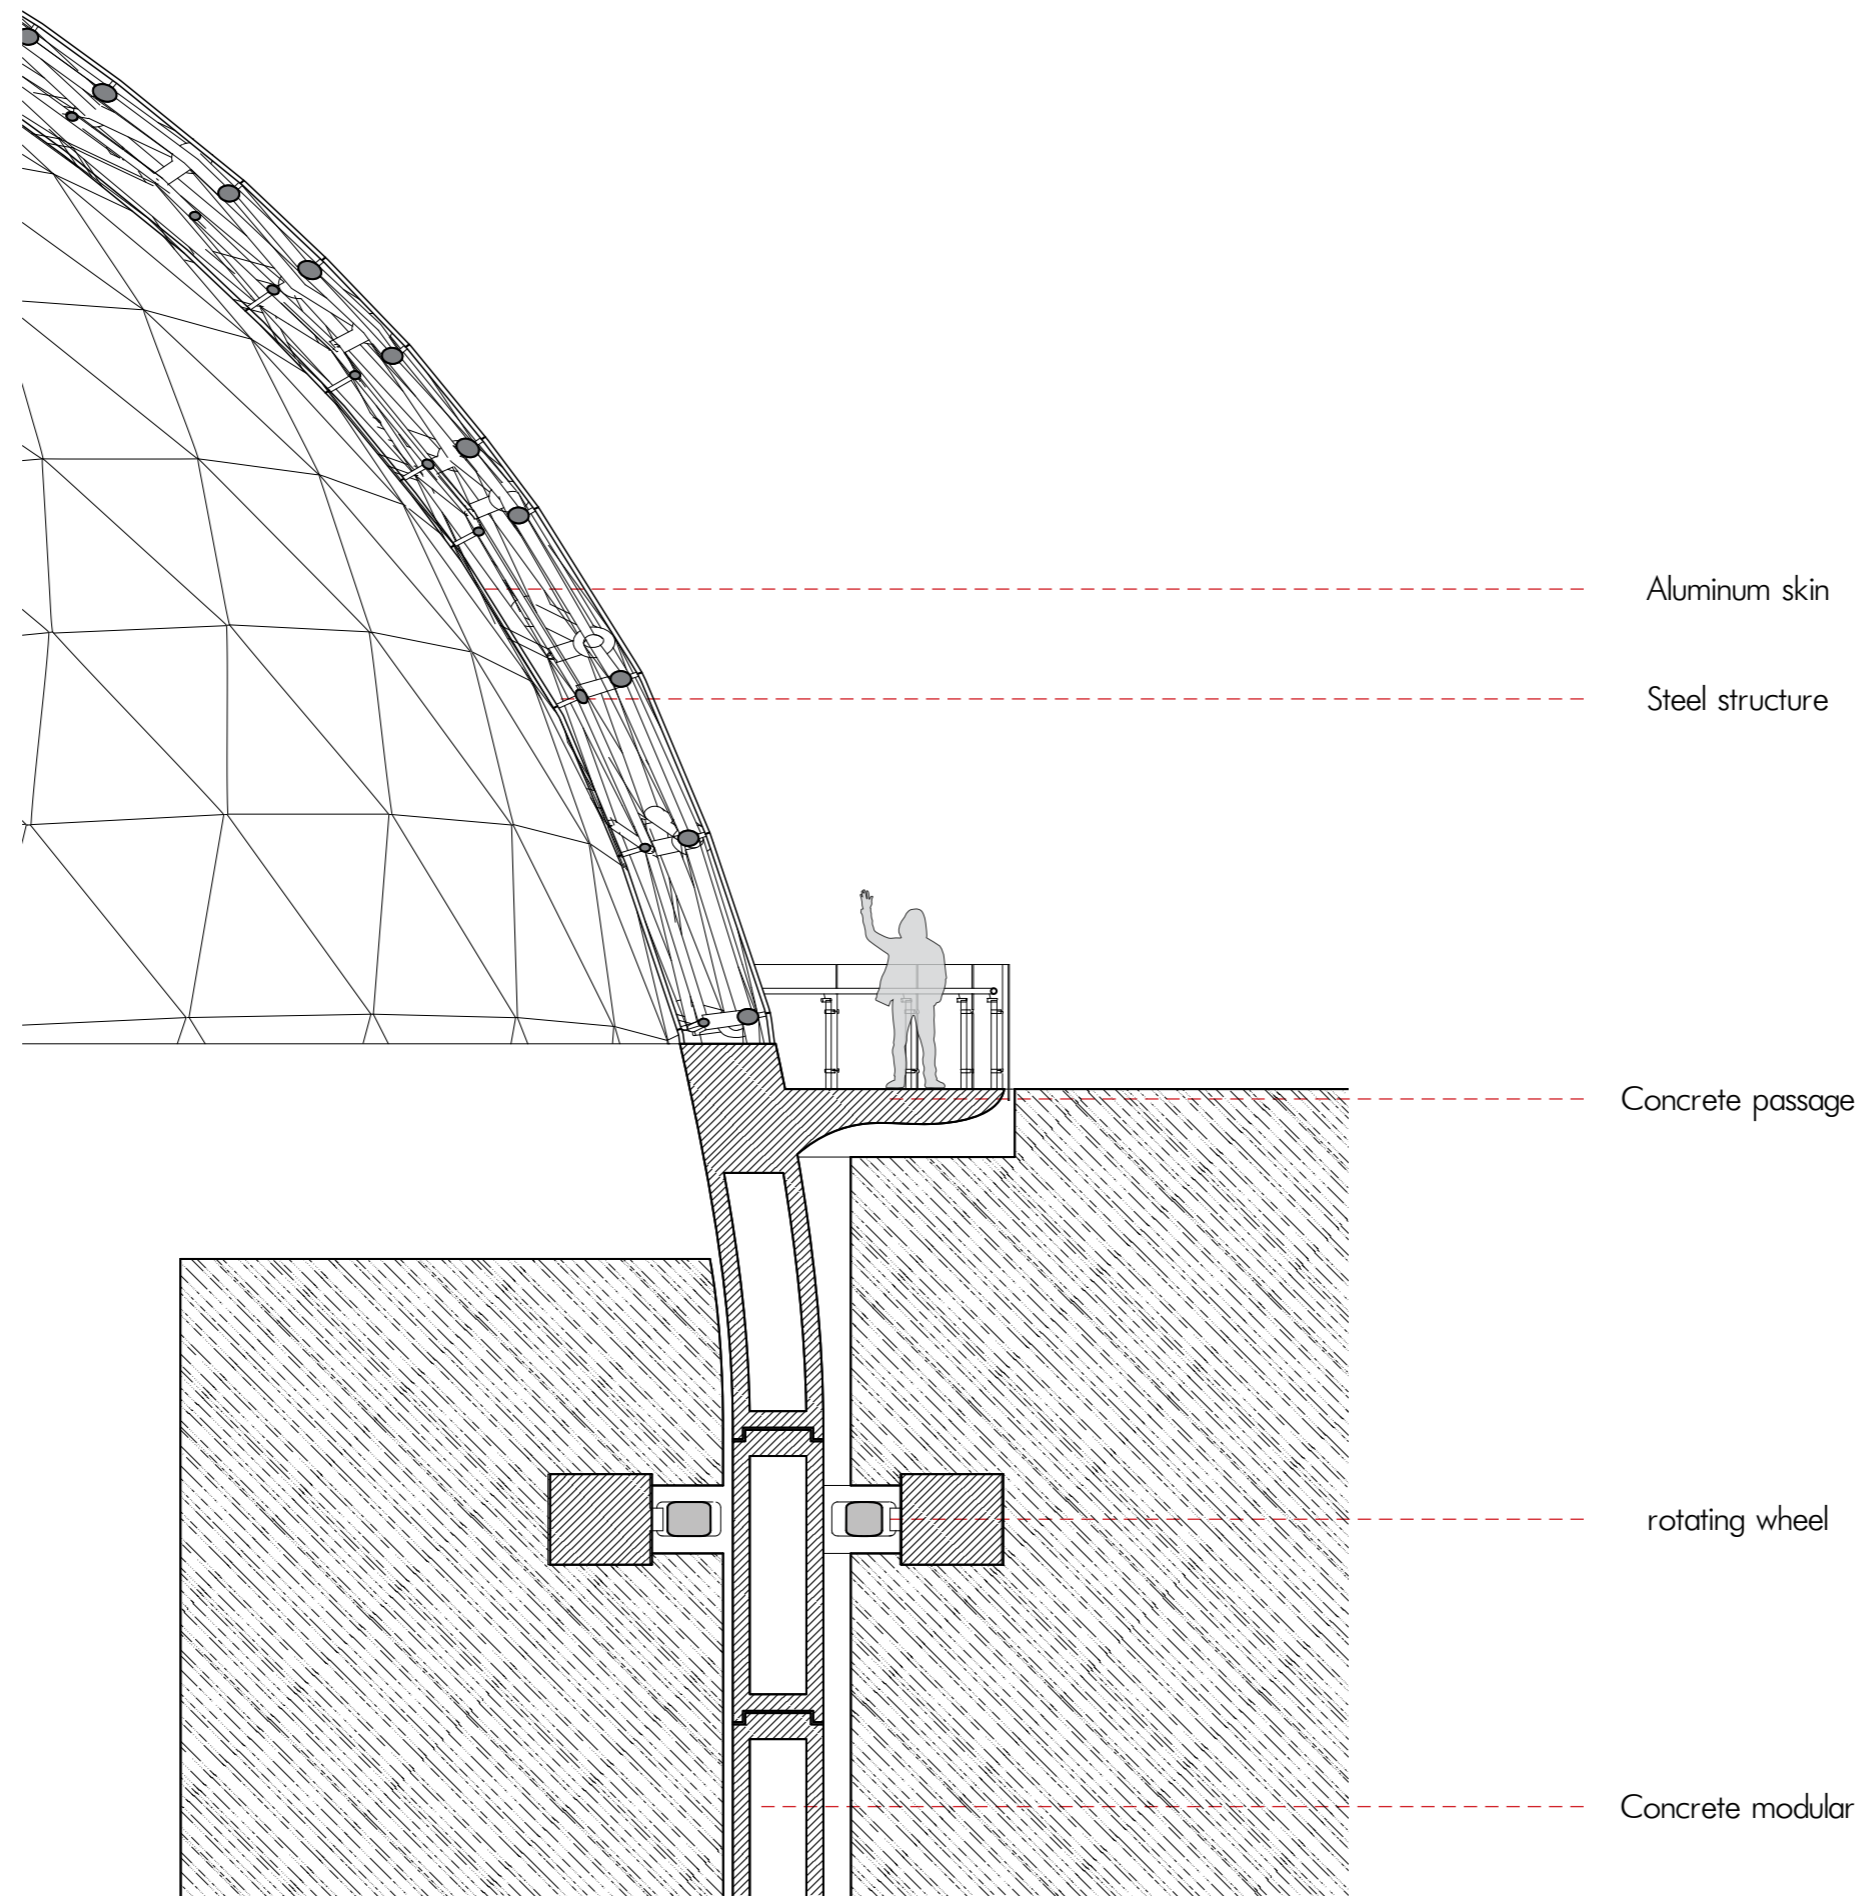 Aluminum skin
Steel structure
Concrete passage
rotating wheel
Concrete modular